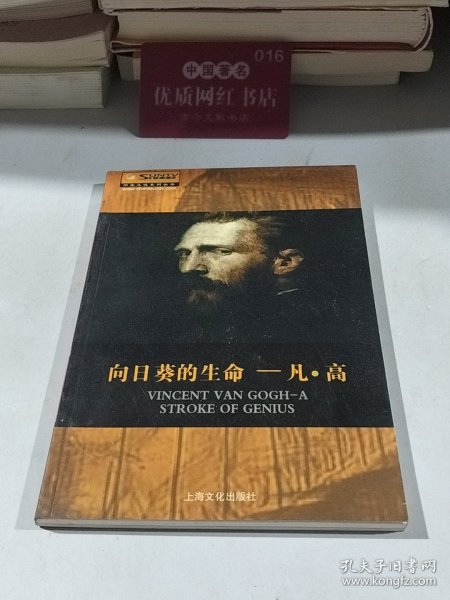 016
中国著名
优质网红书店
SUNITY
向日葵的生命 — 凡·高
VINCENT VAN GOGH-A
STROKE OF GENIUS
上海文化出版社
孔夫子旧书网
www.kongfz.com